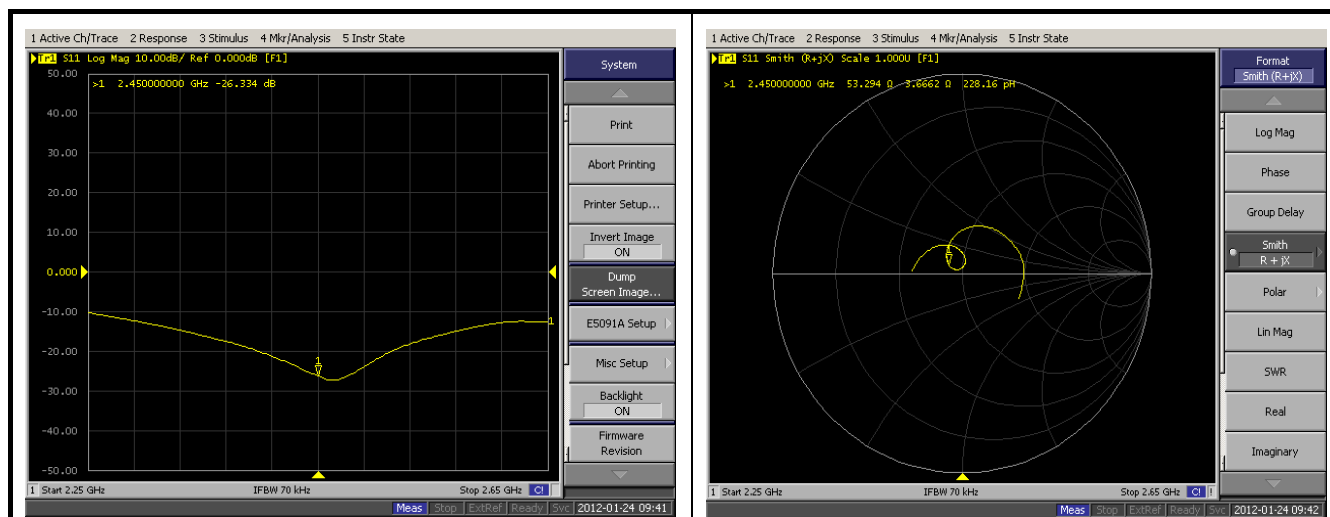 1 Active Ch/Trace 2 Response 3 Stimulus 4 Mkr/Analysis 5 Instr State
Tr1 S11 Log Mag 10.00dB/ Ref 0.000dB [F1]
50.00
>1 2.450000000 GHz -26.334 dB
40.00
30.00
20.00
10.00
0.000
-10.00
-20.00
-30.00
-40.00
-50.00
1
1
System
Print
Abort Printing
Printer Setup...
Invert Image
ON
Dump
Screen Image...
E5091A Setup
Misc Setup
Backlight
ON
Firmware
Revision
1 Start 2.25 GHz IFBW 70 kHz Stop 2.65 GHz C!
Meas Stop ExtRef Ready Svc 2012-01-24 09:41
1 Active Ch/Trace 2 Response 3 Stimulus 4 Mkr/Analysis 5 Instr State
Tr1 S11 Smith (R+jX) Scale 1.000U [F1]
>1 2.450000000 GHz 53.294 Ω 3.6662 Ω 228.16 pH
Format
Smith (R+jX)
Log Mag
Phase
Group Delay
Smith
R + jX
Polar
Lin Mag
SWR
Real
Imaginary
1 Start 2.25 GHz IFBW 70 kHz Stop 2.65 GHz C! !
Meas Stop ExtRef Ready Svc 2012-01-24 09:42